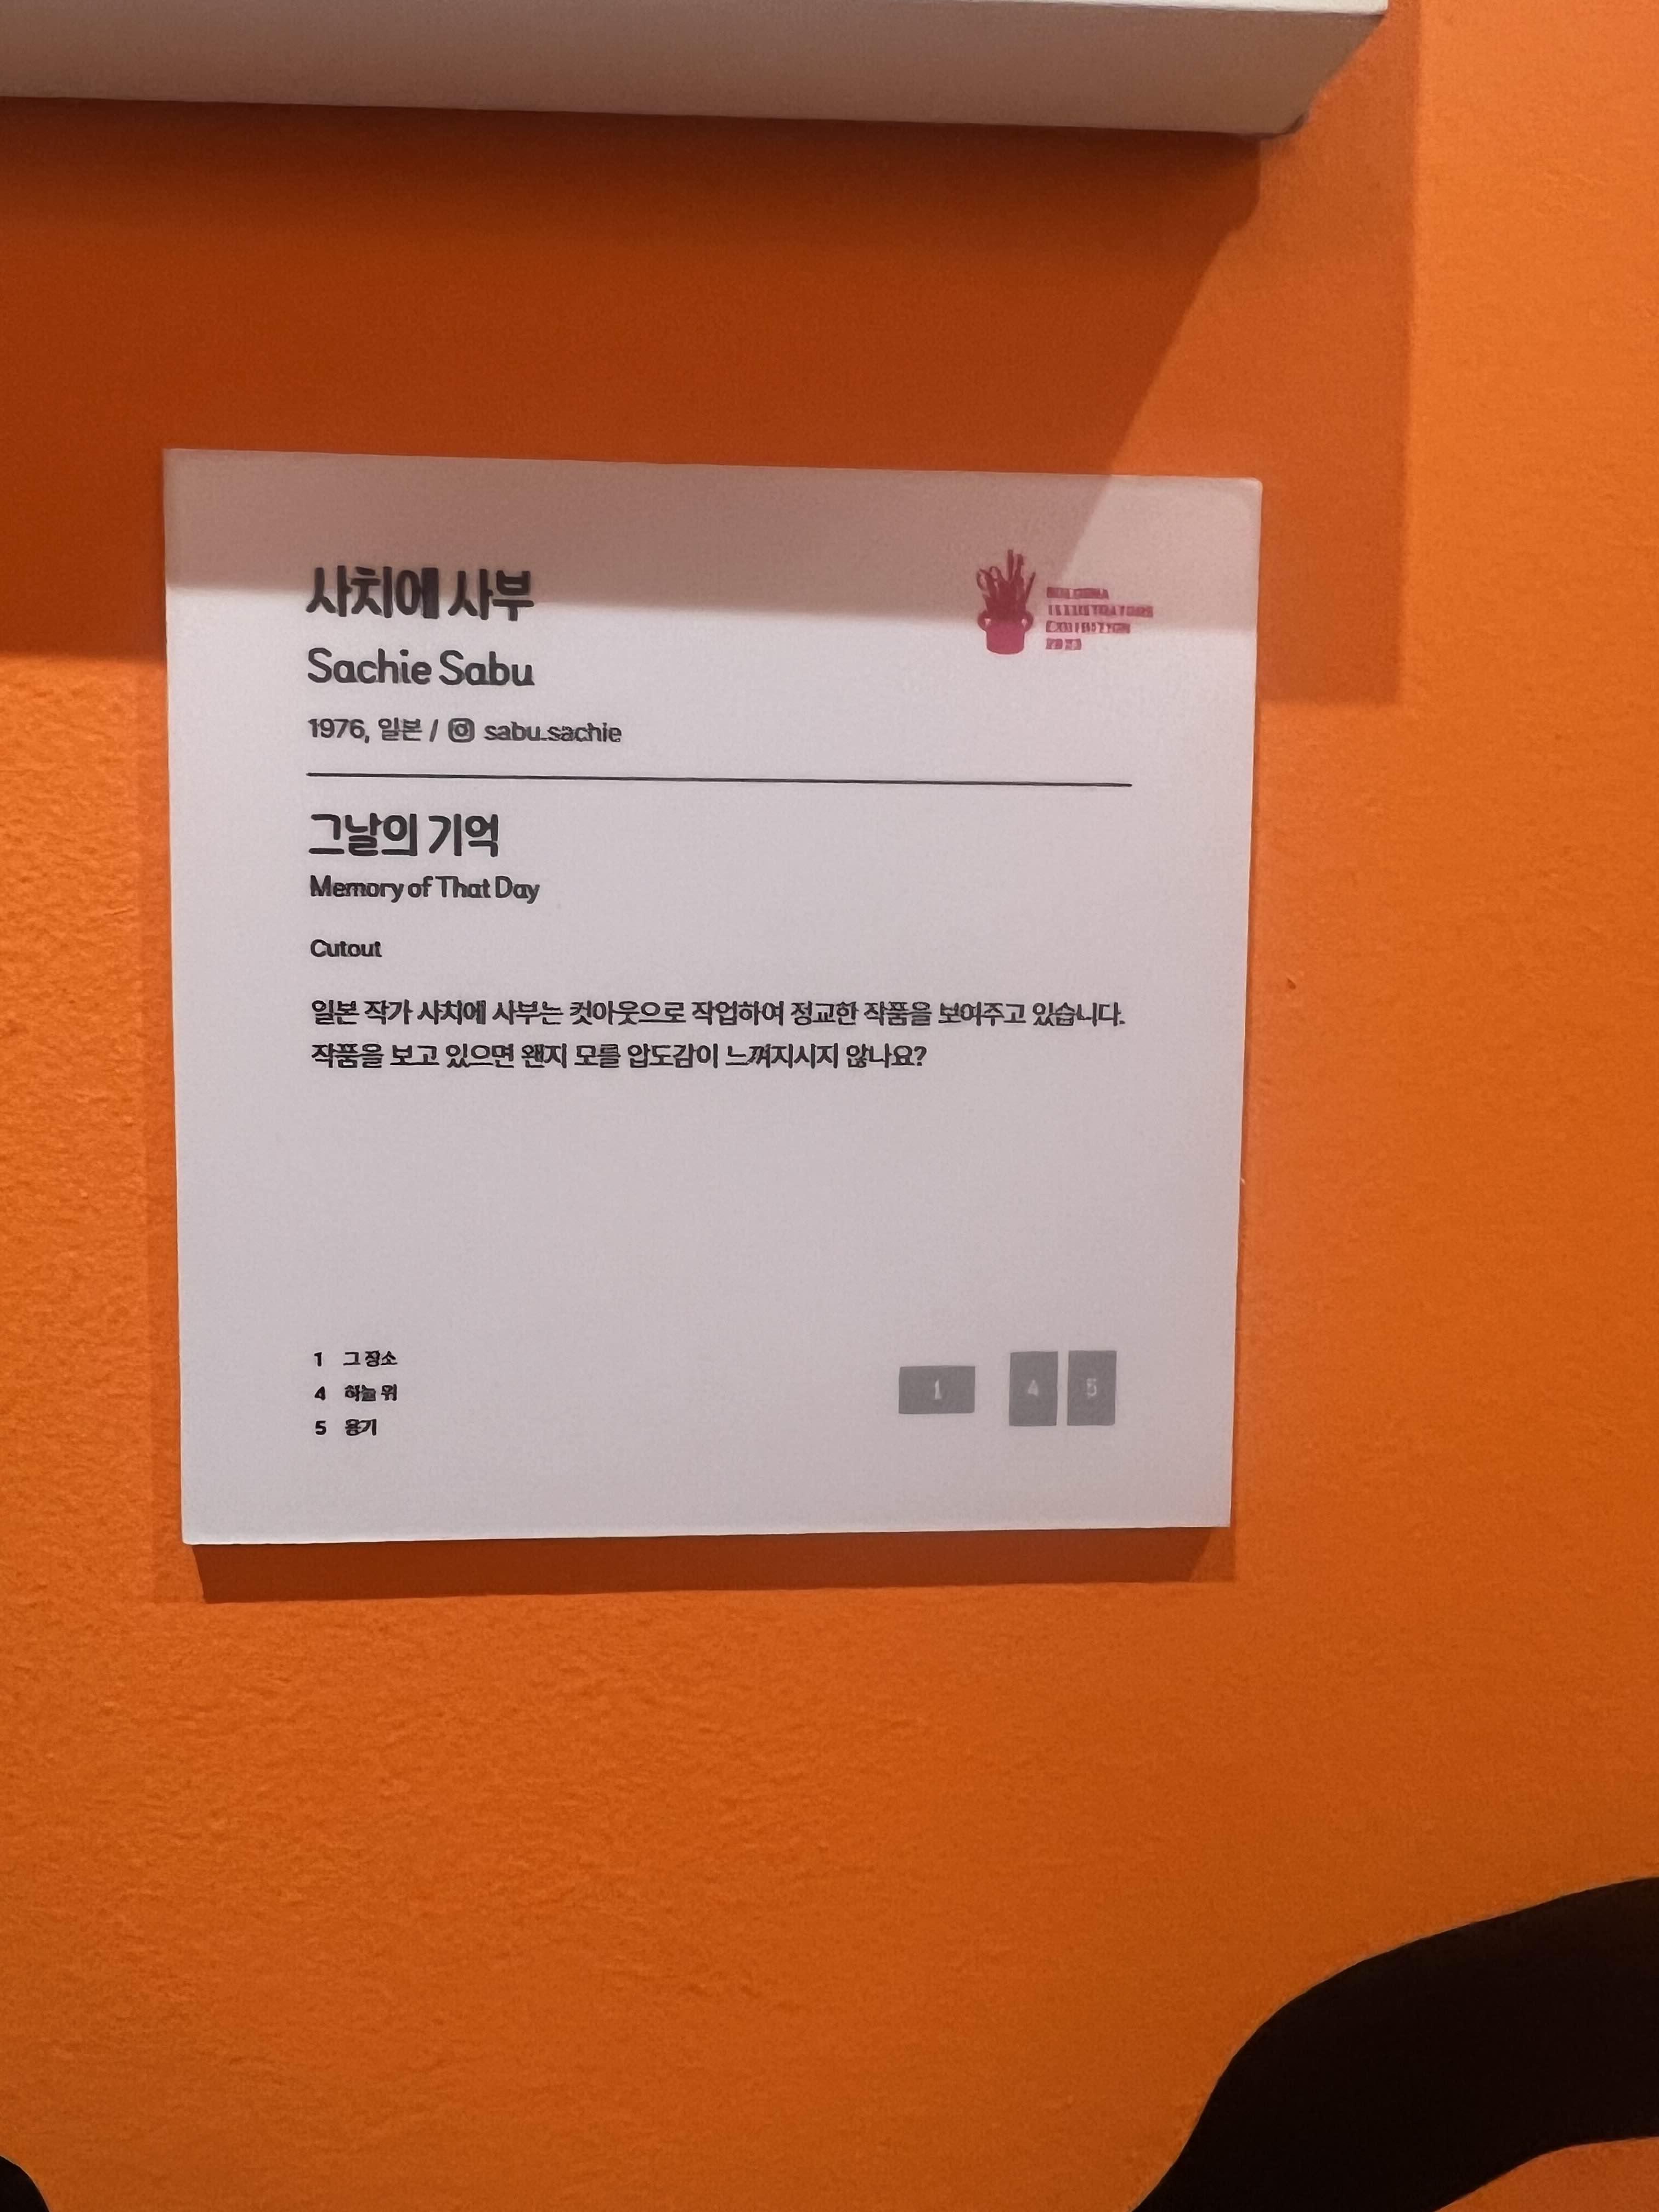 사치에 사부
Sachie Sabu
1976, 일본 / sabu.sachie
BOLOGNA
ILLUSTRATORS
EXHIBITION
그날의 기억
Memory of That Day
Cutout
일본 작가 사치에 사부는 컷아웃으로 작업하여 정교한 작품을 보여주고 있습니다.
작품을 보고 있으면 왠지 모를 압도감이 느껴지시지 않나요?
1 그 장소
4 하늘 위
5 용기
1 4 5